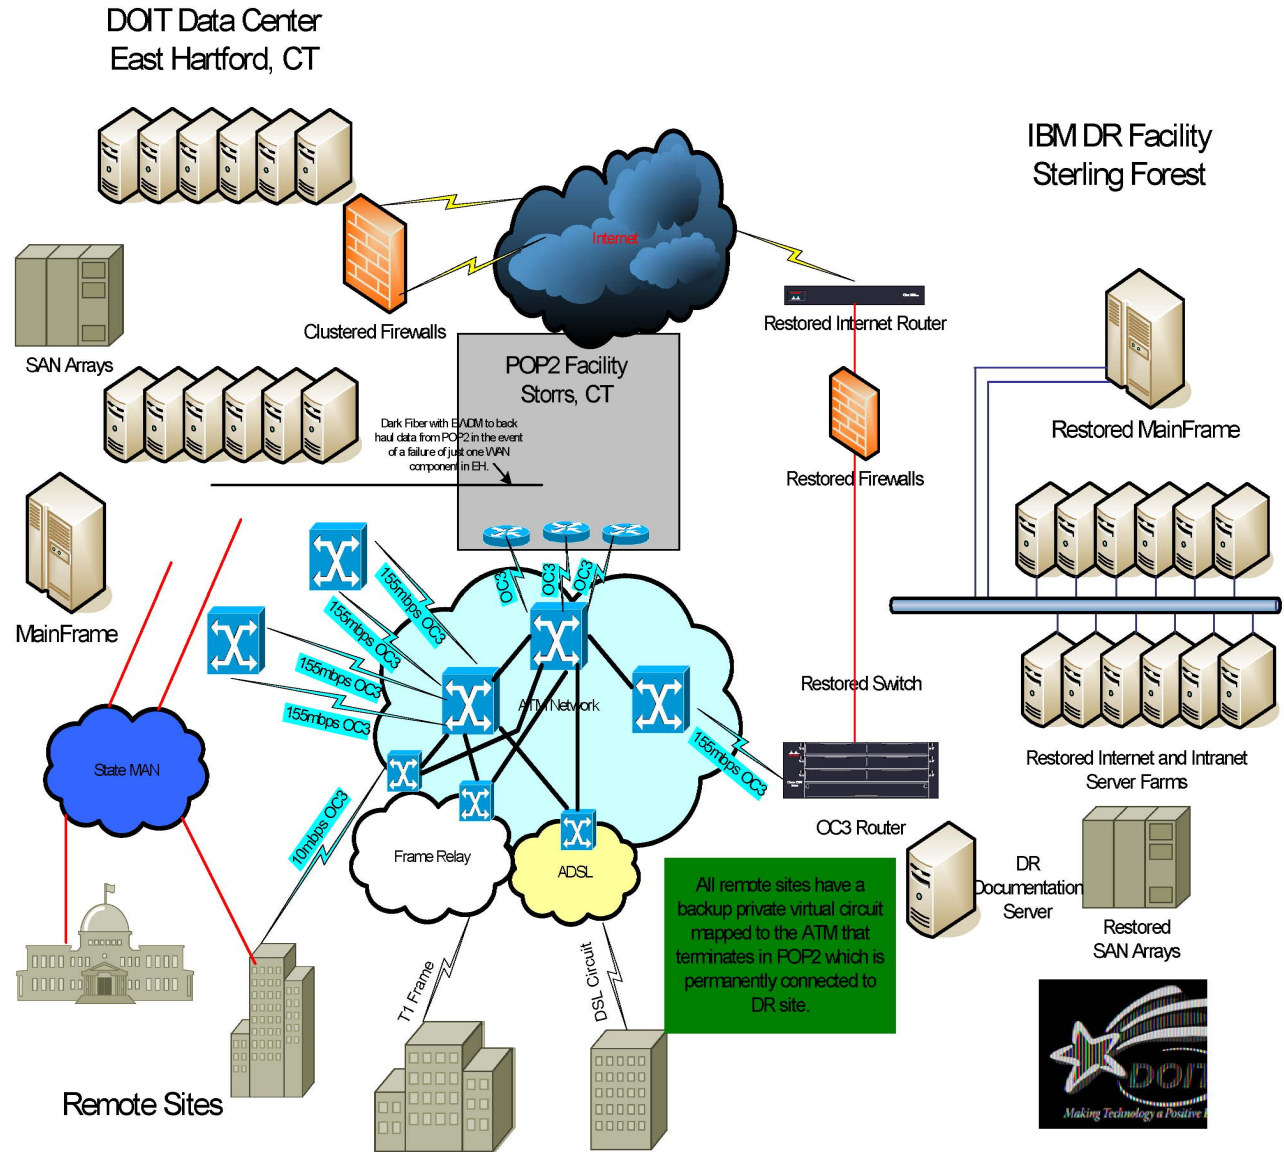 DOIT Data Center
East Hartford, CT
IBM DR Facility
Sterling Forest
Internet
Clustered Firewalls
Restored Internet Router
SAN Arrays
POP2 Facility
Storrs, CT
Dark Fiber with to back
haul data from POP2 in the event
of a failure of just one WAN
component in EH.
Restored MainFrame
Restored Firewalls
MainFrame
OC3
OC3
OC3
155mbps OC3
155mbps OC3
155mbps OC3
155mbps OC3
ATM Network
Restored Switch
155mbps OC3
State MAN
Restored Internet and Intranet
Server Farms
10mbps OC3
OC3 Router
Frame Relay
ADSL
DR
Documentation
Server
Restored
SAN Arrays
All remote sites have a
backup private virtual circuit
mapped to the ATM that
terminates in POP2 which is
permanently connected to
DR site.
T1 Frame
DSL Circuit
Remote Sites
DOIT
Making Technology a Positive